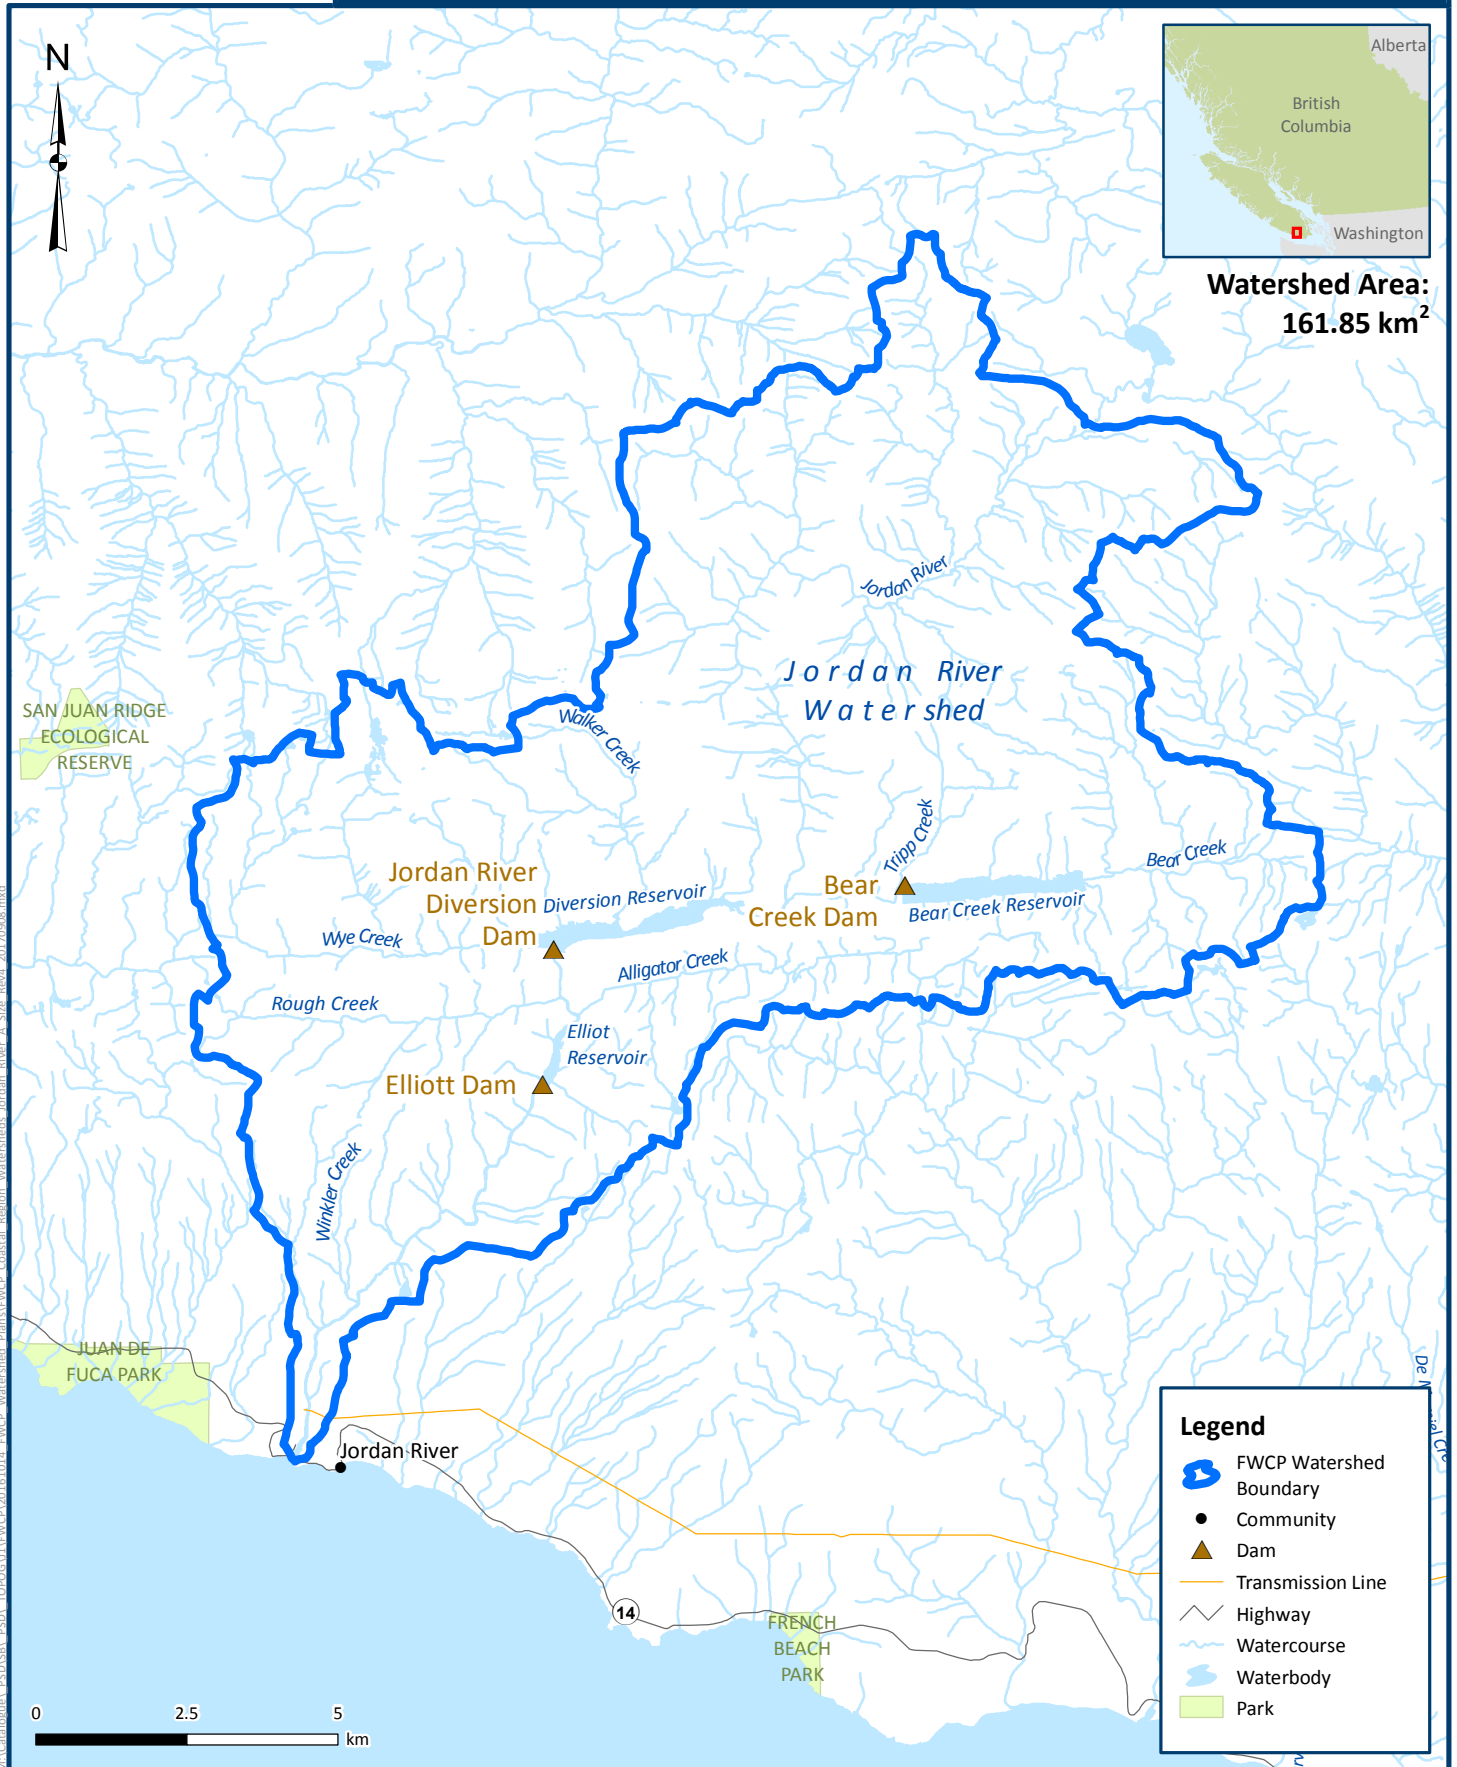 N
Alberta
British
Columbia
Washington
Watershed Area:
161.85 km²
Jordan River
Jordan River
Watershed
SAN JUAN RIDGE
ECOLOGICAL
RESERVE
Walker Creek
Tripp Creek
Bear Creek
Jordan River
Diversion
Dam
Diversion Reservoir
Bear
Creek Dam
Bear Creek Reservoir
Wye Creek
Alligator Creek
Rough Creek
Elliot
Reservoir
Elliott Dam
Winkler Creek
JUAN DE
FUCA PARK
Jordan River
14
FRENCH
BEACH
PARK
De
Legend
FWCP Watershed
Boundary
Community
Dam
Transmission Line
Highway
Watercourse
Waterbody
Park
0 2.5 5
km